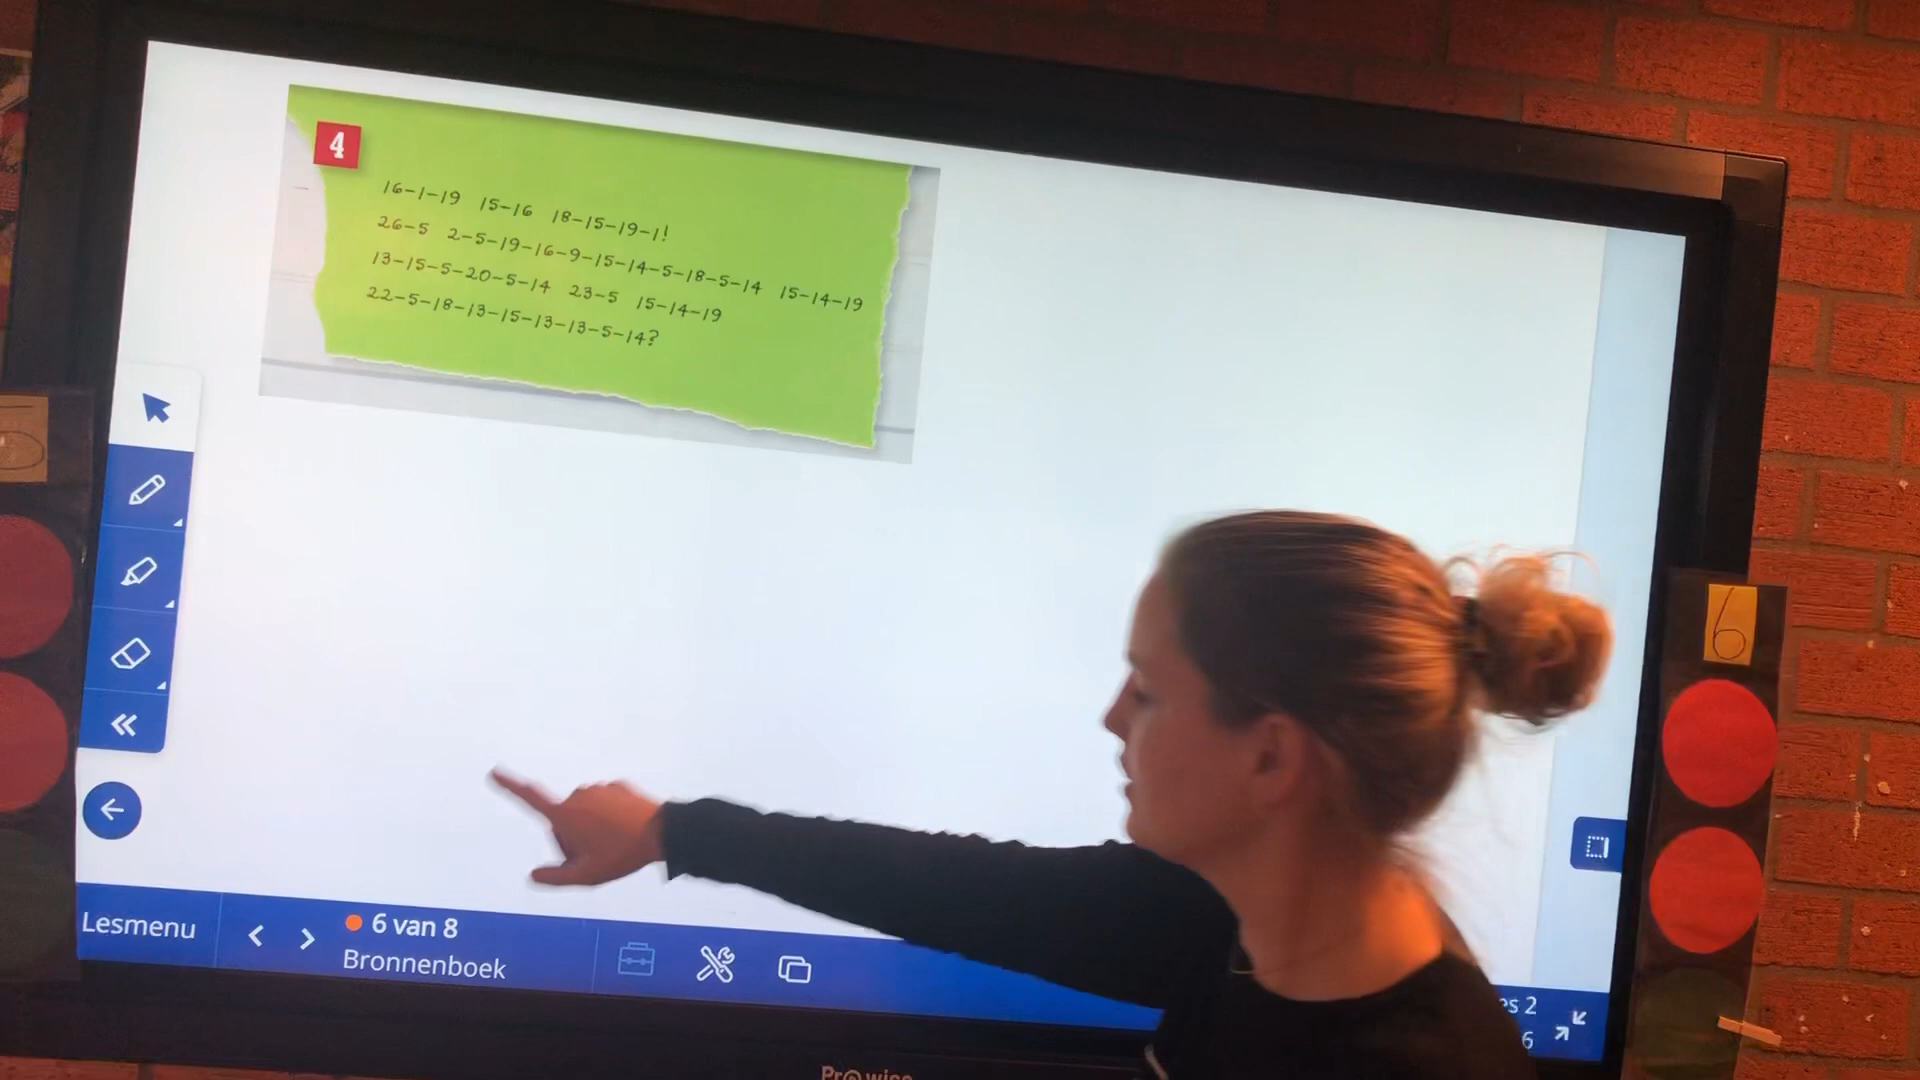 4
16-1-19 15-16 18-15-19-1!
26-5 2-5-19-16-9-15-14-5-18-5-14 15-14-19
13-15-5-20-5-14 23-5 15-14-19
22-5-18-13-15-13-13-5-14?
6
Lesmenu
6 van 8
Bronnenboek
2
6